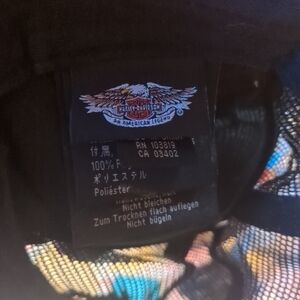 HARLEY-DAVIDSON
AN AMERICAN LEGEND
RN 103819
CA 03402
100%
ポリエステル
Poliéster
Nicht bleichen
Zum Trocknen flach auflegen
Nicht bügeln